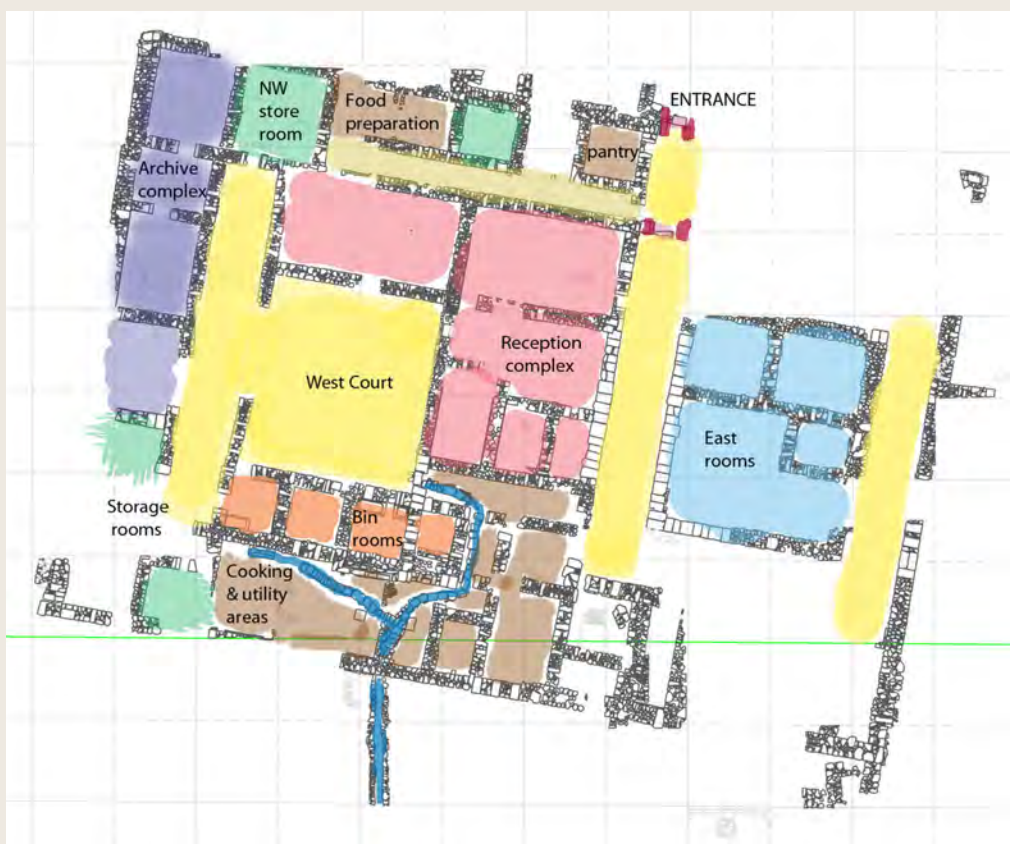 ENTRANCE
NW
store
room
Food
preparation
pantry
Archive
complex
West Court
Reception
complex
East
rooms
Storage
rooms
Bin
rooms
Cooking
& utility
areas